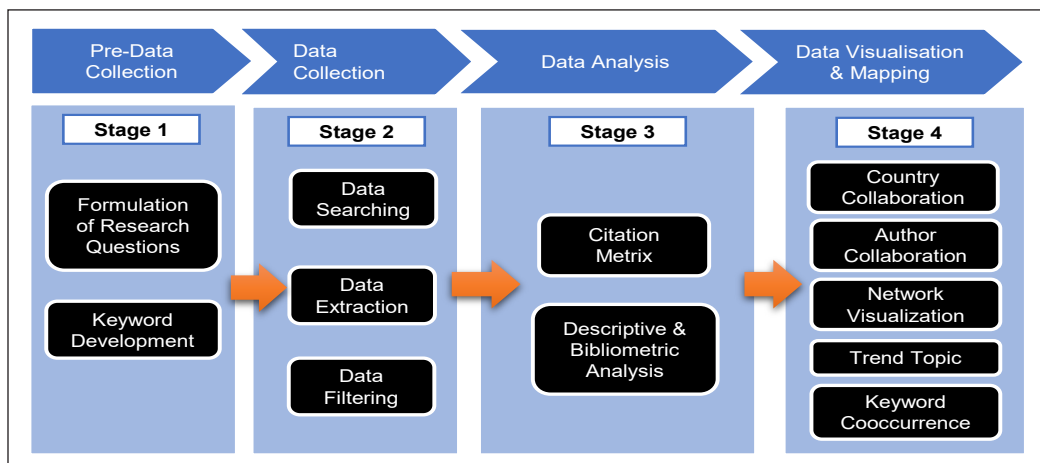 Pre-Data
Collection
Data
Collection
Data Analysis
Data Visualisation
& Mapping
Stage 1
Formulation
of Research
Questions
Keyword
Development
Stage 2
Data
Searching
Data
Extraction
Data
Filtering
Stage 3
Citation
Metrix
Descriptive &
Bibliometric
Analysis
Stage 4
Country
Collaboration
Author
Collaboration
Network
Visualization
Trend Topic
Keyword
Cooccurrence